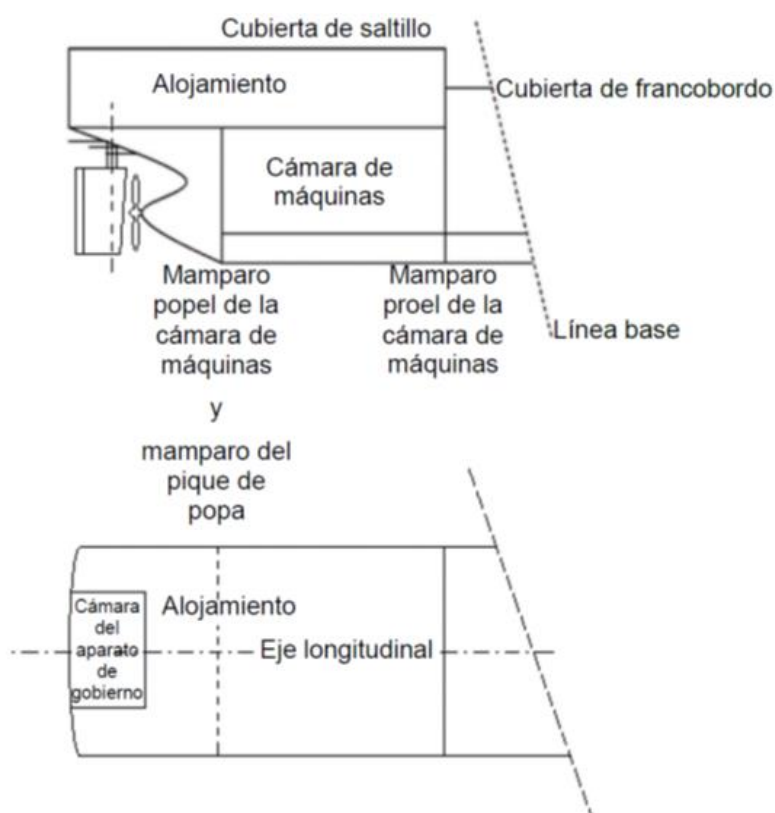 Cubierta de saltillo
Alojamiento
Cubierta de francobordo
Cámara de
máquinas
Mamparo
popel de la
cámara de
máquinas
Mamparo
proel de la
cámara de
máquinas
Línea base
y
mamparo del
pique de
popa
Cámara
del
aparato
de
gobierno
Alojamiento
Eje longitudinal